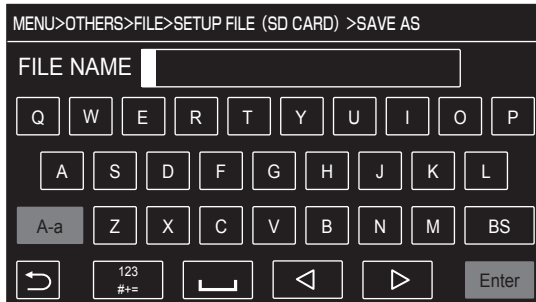 MENU>OTHERS>FILE>SETUP FILE (SD CARD) >SAVE AS
FILE NAME
Q W E R T Y U I O P
A S D F G H J K L
A-a Z X C V B N M BS
123
#+=
Enter